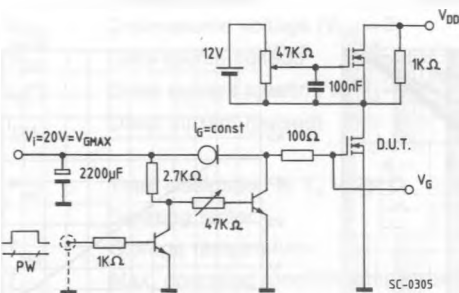 V_DD
12V
47KΩ
1KΩ
100nF
V_i=20V=V_GMAX
I_G=const
100Ω
D.U.T.
2200μF
2.7KΩ
V_G
47KΩ
1KΩ
PW
SC-0305